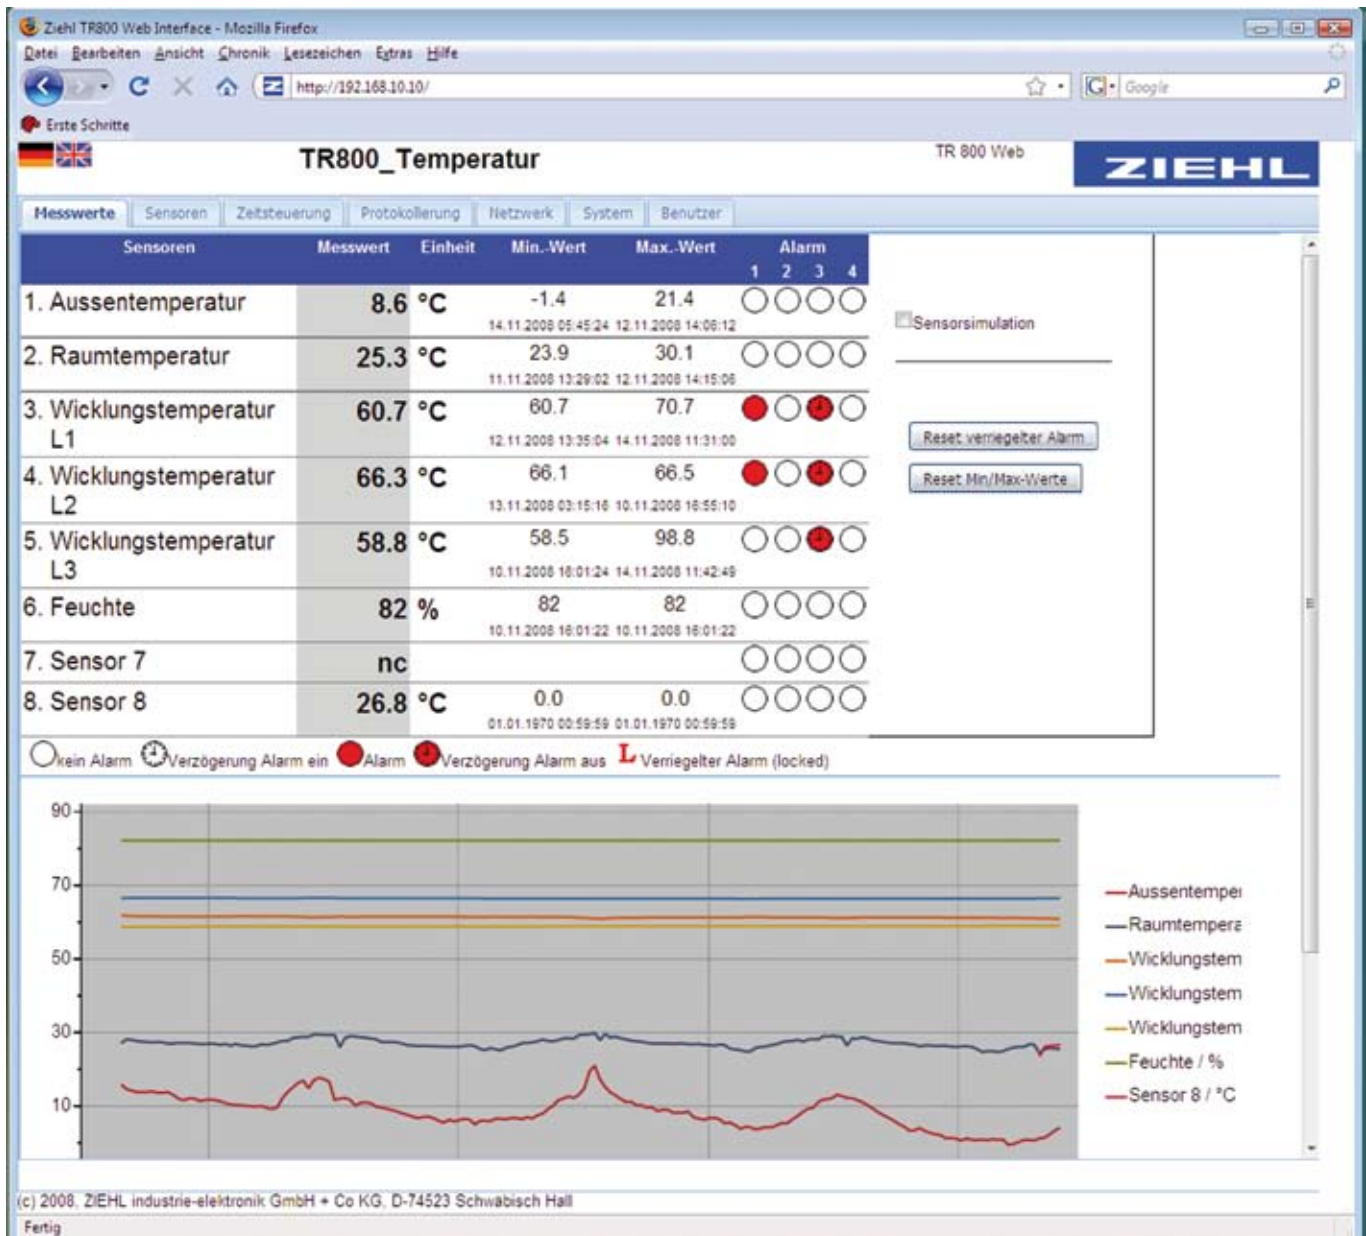 Ziehl TR800 Web Interface - Mozilla Firefox
Datei Bearbeiten Ansicht Chronik Lesezeichen Extras Hilfe
http://192.168.10.10/
Google
Erste Schritte
TR800_Temperatur
TR 800 Web
ZIEHL
Messwerte Sensoren Zeitsteuerung Protokollerung Netzwerk System Benutzer
Sensoren Messwert Einheit Min.-Wert Max.-Wert Alarm
1 2 3 4
1. Aussentemperatur 8.6 °C -1.4 21.4
14.11.2008 05:45:24 12.11.2008 14:06:12
Sensorsimulation
2. Raumtemperatur 25.3 °C 23.9 30.1
11.11.2008 13:29:02 12.11.2008 14:15:06
3. Wicklungstemperatur 60.7 °C 60.7 70.7
L1
12.11.2008 13:35:04 14.11.2008 11:31:00
Reset verriegelter Alarm
4. Wicklungstemperatur 66.3 °C 66.1 66.5
L2
13.11.2008 03:15:16 10.11.2008 16:55:10
Reset Min/Max-Werte
5. Wicklungstemperatur 58.8 °C 58.5 98.8
L3
10.11.2008 16:01:24 14.11.2008 11:42:49
6. Feuchte 82 % 82 82
10.11.2008 16:01:22 10.11.2008 16:01:22
7. Sensor 7 nc
8. Sensor 8 26.8 °C 0.0 0.0
01.01.1970 00:59:59 01.01.1970 00:59:59
kein Alarm Verzögerung Alarm ein Alarm Verzögerung Alarm aus L Verriegelter Alarm (locked)
90
70
50
30
10
Aussentemper
Raumtempera
Wicklungstem
Wicklungstem
Wicklungstem
Feuchte / %
Sensor 8 / °C
(c) 2008, ZIEHL industrie-elektronik GmbH + Co KG, D-74523 Schwäbisch Hall
Fertig